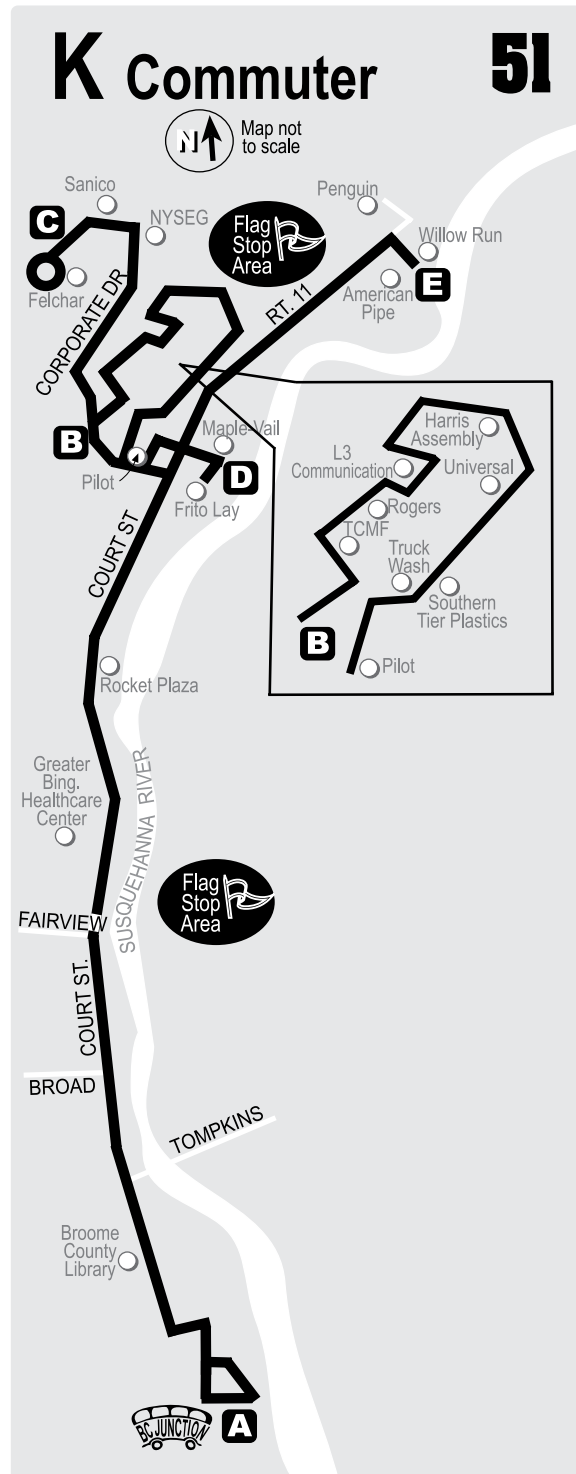 K Commuter
51
N
Map not
to scale
Sanico
Penguin
C
NYSEG
Flag
Stop
Area
Willow Run
Felchar
American
Pipe
E
CORPORATE DR
RT. 11
B
Maple-Vail
Pilot
D
Frito Lay
Harris
Assembly
L3
Communication
Universal
Rogers
TCMF
Truck
Wash
Southern
Tier Plastics
B
Pilot
COURT ST
Rocket Plaza
Greater
Bing.
Healthcare
Center
SUSQUEHANNA RIVER
Flag
Stop
Area
FAIRVIEW
COURT ST.
BROAD
TOMPKINS
Broome
County
Library
BC JUNCTION
A